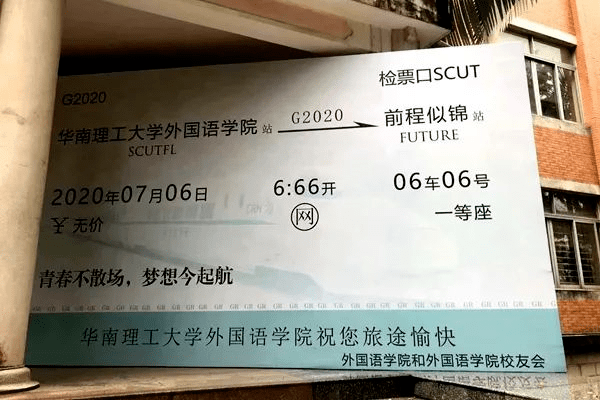 G2020
检票口SCUT
华南理工大学外国语学院站 G2020 前程似锦站
SCUTFL FUTURE
2020年07月06日 6:66开 06车06号
¥ 无价 网 一等座
青春不散场，梦想今起航
华南理工大学外国语学院祝您旅途愉快
外国语学院和外国语学院校友会